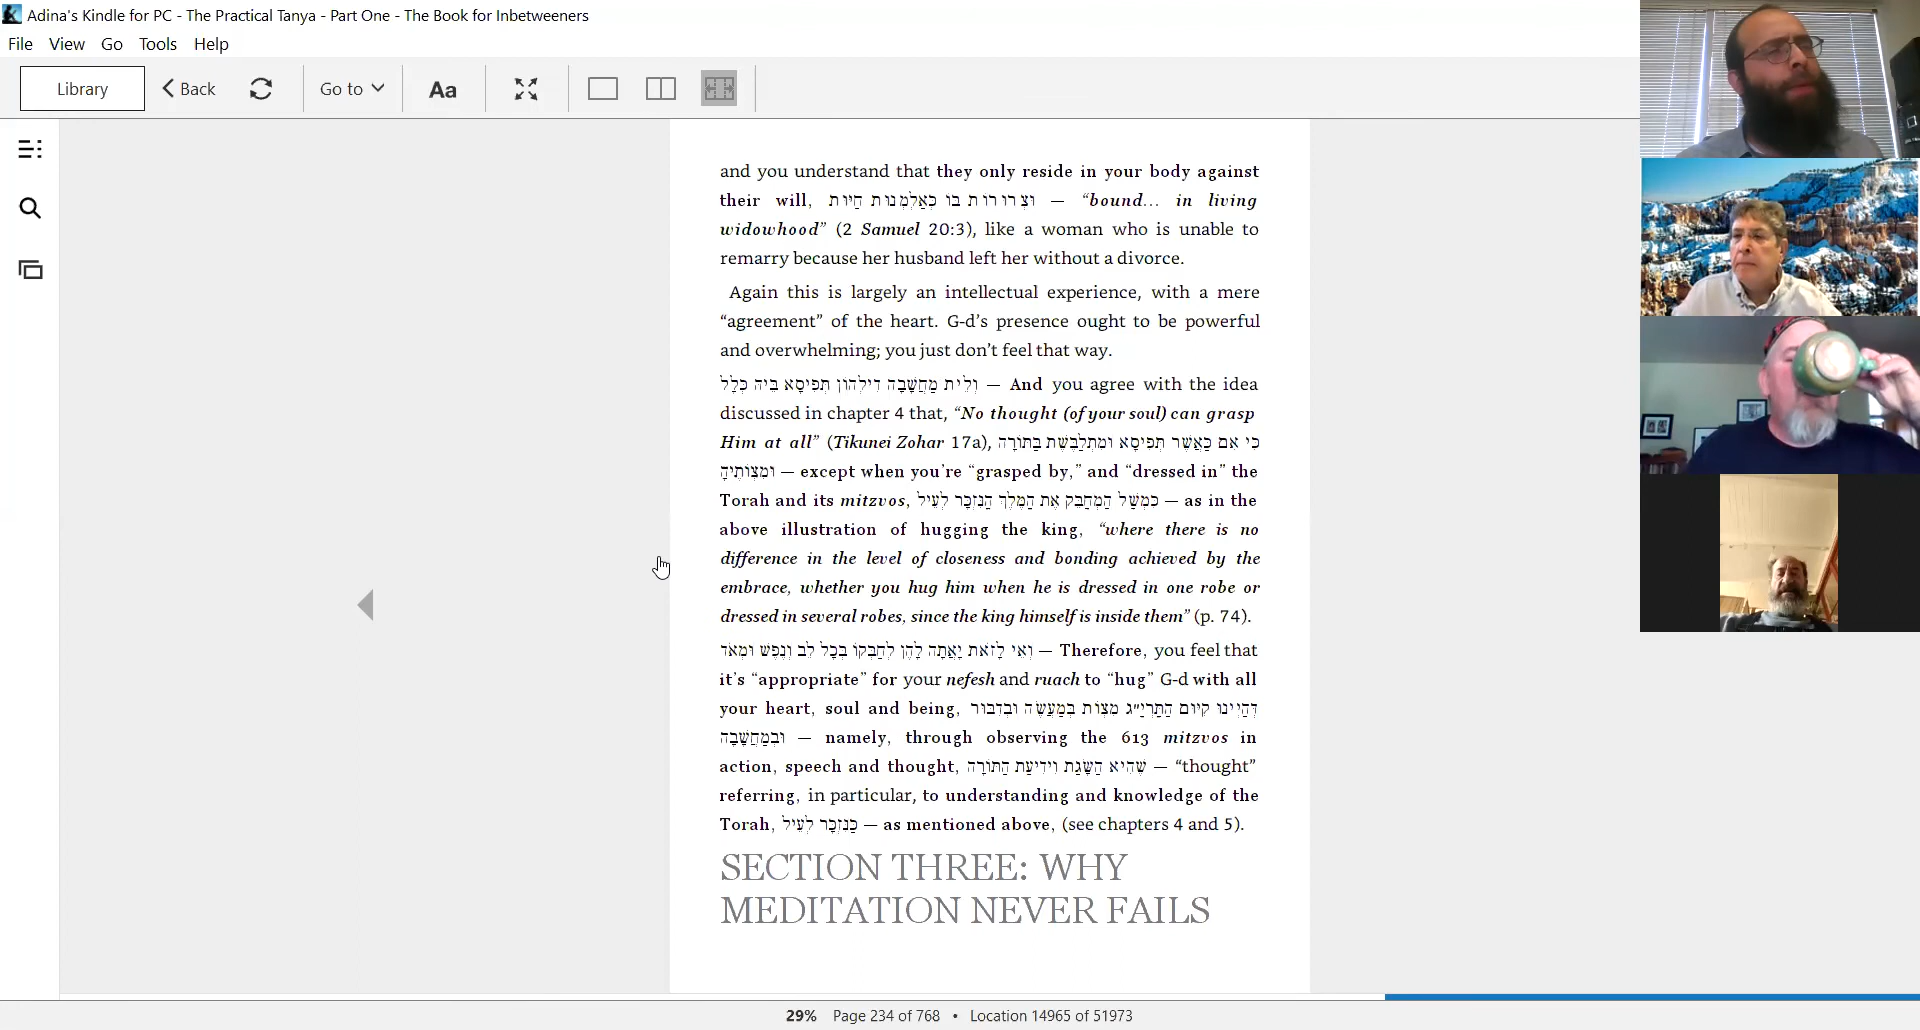 Adina's Kindle for PC - The Practical Tanya - Part One - The Book for Inbetweeners
File View Go Tools Help
Library Back Go to Aa
and you understand that they only reside in your body against
their will, וצרורות בו כְּאַלְמְנוּת חַיּוּת — “bound... in living
widowhood” (2 Samuel 20:3), like a woman who is unable to
remarry because her husband left her without a divorce.
Again this is largely an intellectual experience, with a mere
“agreement” of the heart. G-d’s presence ought to be powerful
and overwhelming; you just don’t feel that way.
וְלֵית מַחֲשָׁבָה דִילְהוֹן תְּפִיסָא בֵּיהּ כְּלָל — And you agree with the idea
discussed in chapter 4 that, “No thought (of your soul) can grasp
Him at all” (Tikunei Zohar 17a), כִּי אִם כַּאֲשֶׁר תְּפִיסָא וּמִתְלַבֶּשֶׁת בַּתּוֹרָה
וּמִצְוֹתֶיהָ — except when you’re “grasped by,” and “dressed in” the
Torah and its mitzvos, כִּמְשַׁל הַמְחַבֵּק אֶת הַמֶּלֶךְ הַנִּזְכָּר לְעֵיל — as in the
above illustration of hugging the king, “where there is no
difference in the level of closeness and bonding achieved by the
embrace, whether you hug him when he is dressed in one robe or
dressed in several robes, since the king himself is inside them” (p. 74).
וְאִי לָזֹאת יָאֲתָה לָהֶן לְחַבְּקוֹ בְּכָל לֵב וְנֶפֶשׁ וּמְאֹד — Therefore, you feel that
it’s “appropriate” for your nefesh and ruach to “hug” G-d with all
your heart, soul and being, דְּהַיְינוּ קִיּוּם הַתַּרְיַ״ג מִצְוֹת בְּמַעֲשֶׂה וּבְדִבּוּר
וּבְמַחֲשָׁבָה — namely, through observing the 613 mitzvos in
action, speech and thought, שֶׁהִיא הַשָּׂגַת וִידִיעַת הַתּוֹרָה — “thought”
referring, in particular, to understanding and knowledge of the
Torah, כַּנִּזְכָּר לְעֵיל — as mentioned above, (see chapters 4 and 5).
SECTION THREE: WHY
MEDITATION NEVER FAILS
29% Page 234 of 768 • Location 14965 of 51973